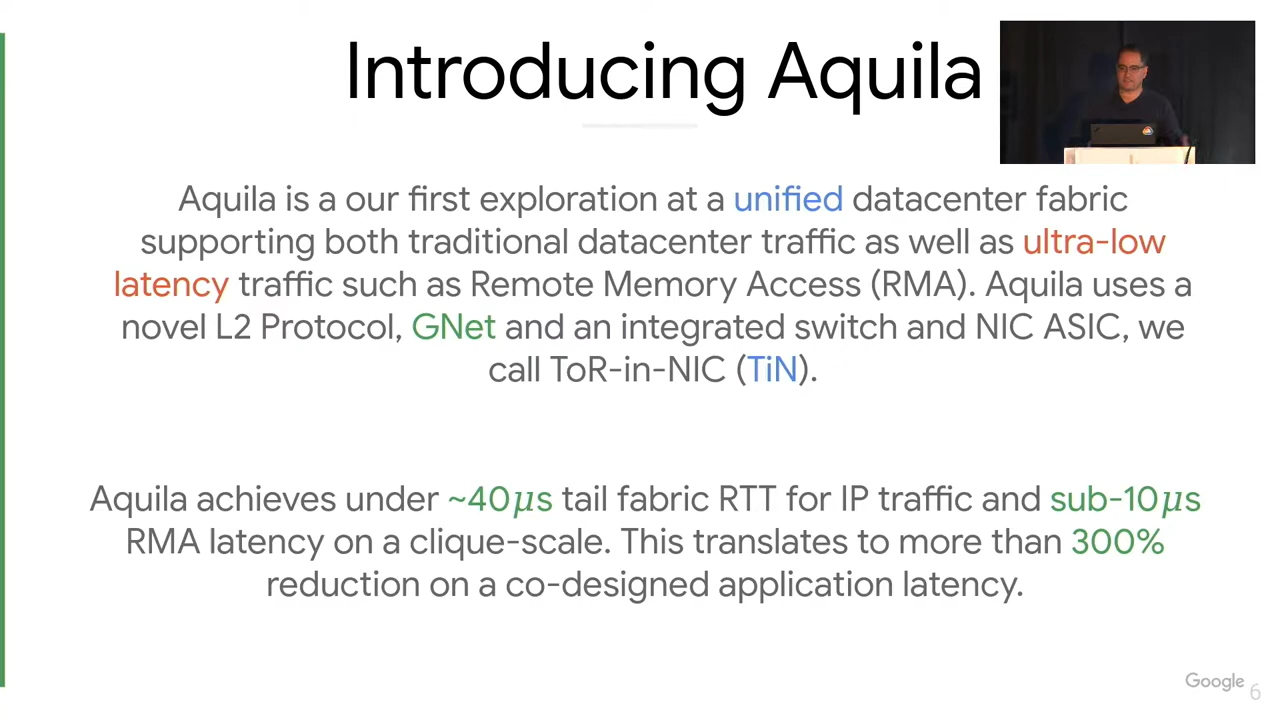 Introducing Aquila
Aquila is a our first exploration at a unified datacenter fabric
supporting both traditional datacenter traffic as well as ultra-low
latency traffic such as Remote Memory Access (RMA). Aquila uses a
novel L2 Protocol, GNet and an integrated switch and NIC ASIC, we
call ToR-in-NIC (TiN).
Aquila achieves under ~40μs tail fabric RTT for IP traffic and sub-10μs
RMA latency on a clique-scale. This translates to more than 300%
reduction on a co-designed application latency.
Google
6